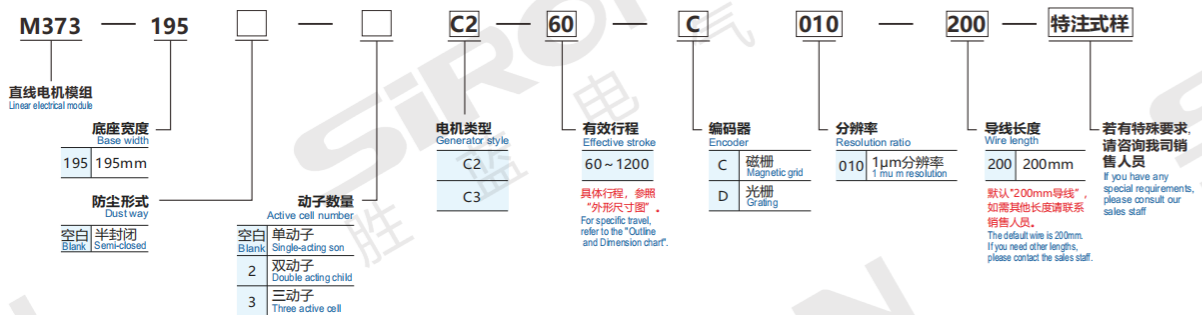 M373 — 195 □ — □ C2 — 60 — C 010 — 200 — 特注式样
直线电机模组
Linear electrical module
底座宽度
Base width
195 195mm
防尘形式
Dust way
空白 半封闭
Blank Semi-closed
动子数量
Active cell number
空白 单动子
Blank Single-acting son
2 双动子
Double acting child
3 三动子
Three active cell
电机类型
Generator style
C2
C3
有效行程
Effective stroke
60~1200
具体行程，参照
“外形尺寸图”。
For specific travel,
refer to the "Outline
and Dimension chart".
编码器
Encoder
C 磁栅
Magnetic grid
D 光栅
Grating
分辨率
Resolution ratio
010 1μm分辨率
1 mu m resolution
导线长度
Wire length
200 200mm
默认“200mm导线”，
如需其他长度请联系
销售人员。
The default wire is 200mm.
If you need other lengths,
please contact the sales staff.
若有特殊要求，
请咨询我司销
售人员
If you have any
special requirements,
please consult our
sales staff
SiRON
胜蓝电气